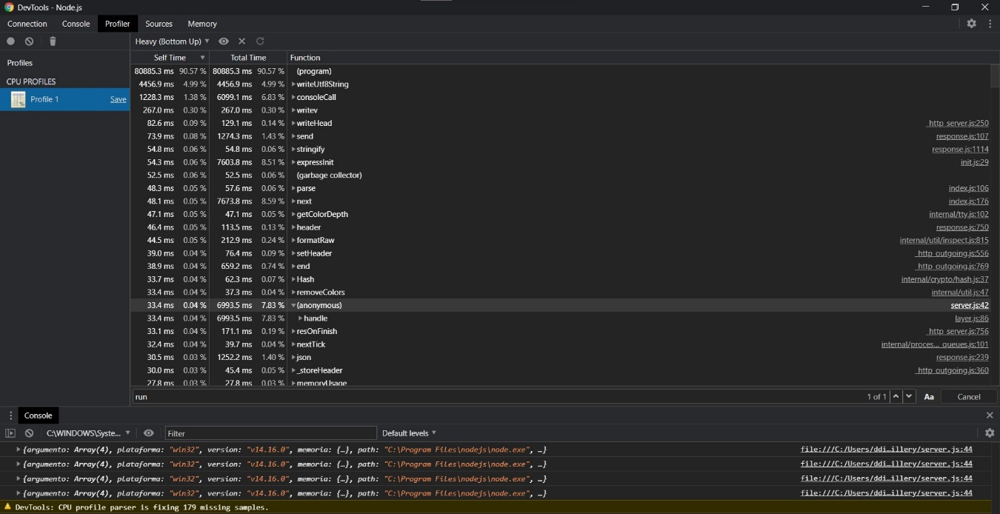 DevTools - Node.js
Connection Console Profiler Sources Memory
Heavy (Bottom Up)
Profiles
CPU PROFILES
Profile 1 Save
Self Time Total Time Function
80885.3 ms 90.57 % 80885.3 ms 90.57 % (program)
4456.9 ms 4.99 % 4456.9 ms 4.99 % writeUtf8String
1228.3 ms 1.38 % 6099.1 ms 6.83 % consoleCall
267.0 ms 0.30 % 267.0 ms 0.30 % writev
82.6 ms 0.09 % 129.1 ms 0.14 % writeHead _http_server.js:250
73.9 ms 0.08 % 1274.3 ms 1.43 % send response.js:107
54.8 ms 0.06 % 54.8 ms 0.06 % stringify response.js:1114
54.3 ms 0.06 % 7603.8 ms 8.51 % expressInit init.js:29
52.5 ms 0.06 % 52.5 ms 0.06 % (garbage collector)
48.3 ms 0.05 % 57.6 ms 0.06 % parse index.js:106
48.1 ms 0.05 % 7673.8 ms 8.59 % next index.js:176
47.1 ms 0.05 % 47.1 ms 0.05 % getColorDepth internal/tty.js:102
46.4 ms 0.05 % 113.5 ms 0.13 % header response.js:750
44.5 ms 0.05 % 212.9 ms 0.24 % formatRaw internal/util/inspect.js:815
39.0 ms 0.04 % 76.4 ms 0.09 % setHeader _http_outgoing.js:556
38.9 ms 0.04 % 659.2 ms 0.74 % end _http_outgoing.js:769
33.7 ms 0.04 % 62.3 ms 0.07 % Hash internal/crypto/hash.js:37
33.4 ms 0.04 % 37.3 ms 0.04 % removeColors internal/util.js:47
33.4 ms 0.04 % 6993.5 ms 7.83 % (anonymous) server.js:42
33.4 ms 0.04 % 6993.5 ms 7.83 % handle layer.js:86
33.1 ms 0.04 % 171.1 ms 0.19 % resOnFinish _http_server.js:756
32.4 ms 0.04 % 39.7 ms 0.04 % nextTick internal/proces…_queues.js:101
30.5 ms 0.03 % 1252.2 ms 1.40 % json response.js:239
30.0 ms 0.03 % 45.4 ms 0.05 % _storeHeader _http_outgoing.js:360
27.8 ms 0.03 % 27.8 ms 0.03 % memoryUsage
run 1 of 1 Aa Cancel
Console
C:\WINDOWS\Syste... Filter Default levels
{argumento: Array(4), plataforma: "win32", version: "v14.16.0", memoria: {…}, path: "C:\Program Files\nodejs\node.exe", …} file:///C:/Users/ddi…illery/server.js:44
{argumento: Array(4), plataforma: "win32", version: "v14.16.0", memoria: {…}, path: "C:\Program Files\nodejs\node.exe", …} file:///C:/Users/ddi…illery/server.js:44
{argumento: Array(4), plataforma: "win32", version: "v14.16.0", memoria: {…}, path: "C:\Program Files\nodejs\node.exe", …} file:///C:/Users/ddi…illery/server.js:44
{argumento: Array(4), plataforma: "win32", version: "v14.16.0", memoria: {…}, path: "C:\Program Files\nodejs\node.exe", …} file:///C:/Users/ddi…illery/server.js:44
DevTools: CPU profile parser is fixing 179 missing samples.